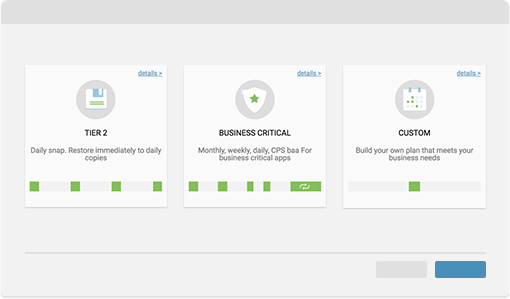 details >
TIER 2
Daily snap. Restore immediately to daily
copies
details >
BUSINESS CRITICAL
Monthly, weekly, daily, CPS baa For
business critical apps
details >
CUSTOM
Build your own plan that meets your
business needs